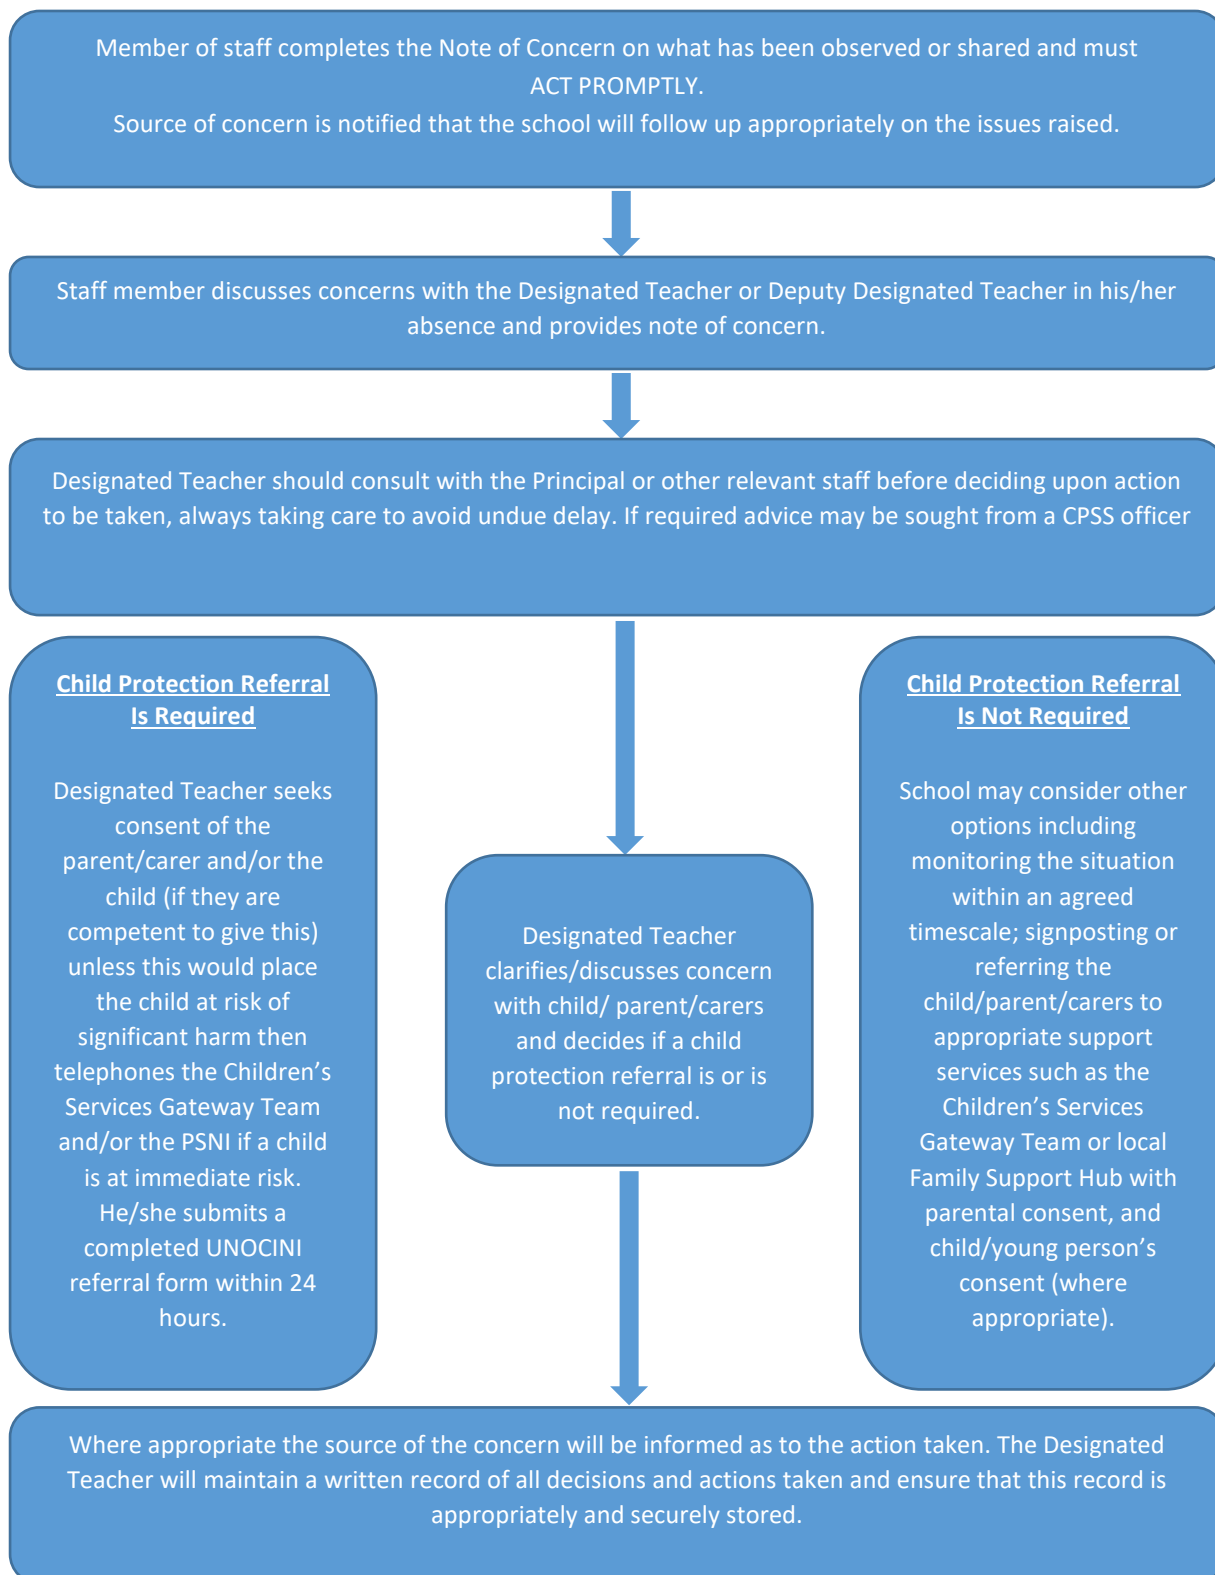 Member of staff completes the Note of Concern on what has been observed or shared and must
ACT PROMPTLY.
Source of concern is notified that the school will follow up appropriately on the issues raised.
Staff member discusses concerns with the Designated Teacher or Deputy Designated Teacher in his/her
absence and provides note of concern.
Designated Teacher should consult with the Principal or other relevant staff before deciding upon action
to be taken, always taking care to avoid undue delay. If required advice may be sought from a CPSS officer
Child Protection Referral
Is Required
Designated Teacher seeks
consent of the
parent/carer and/or the
child (if they are
competent to give this)
unless this would place
the child at risk of
significant harm then
telephones the Children’s
Services Gateway Team
and/or the PSNI if a child
is at immediate risk.
He/she submits a
completed UNOCINI
referral form within 24
hours.
Designated Teacher
clarifies/discusses concern
with child/ parent/carers
and decides if a child
protection referral is or is
not required.
Child Protection Referral
Is Not Required
School may consider other
options including
monitoring the situation
within an agreed
timescale; signposting or
referring the
child/parent/carers to
appropriate support
services such as the
Children’s Services
Gateway Team or local
Family Support Hub with
parental consent, and
child/young person’s
consent (where
appropriate).
Where appropriate the source of the concern will be informed as to the action taken. The Designated
Teacher will maintain a written record of all decisions and actions taken and ensure that this record is
appropriately and securely stored.